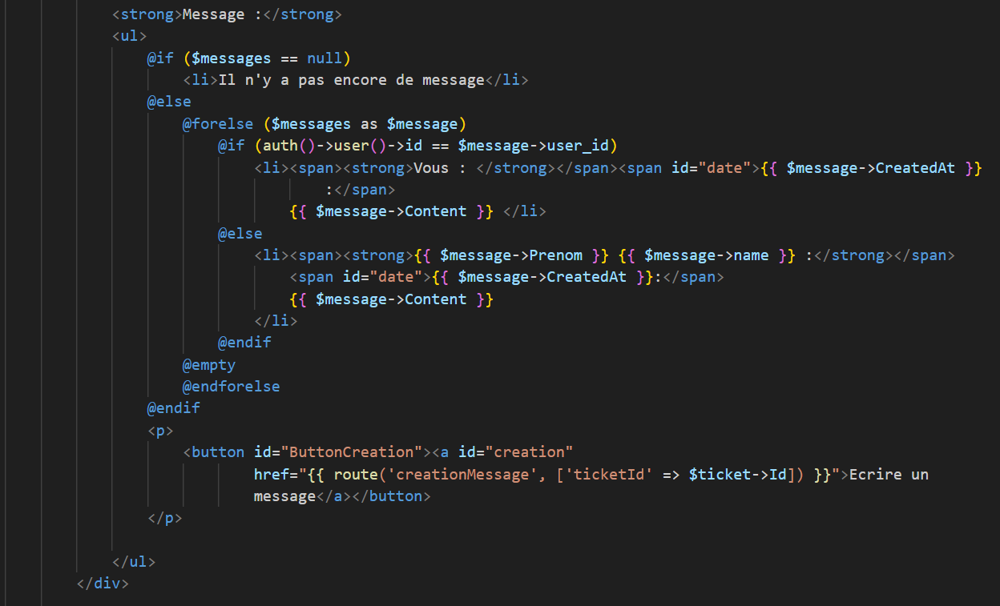 <strong>Message :</strong>
<ul>
@if ($messages == null)
<li>Il n'y a pas encore de message</li>
@else
@forelse ($messages as $message)
@if (auth()->user()->id == $message->user_id)
<li><span><strong>Vous : </strong></span><span id="date">{{ $message->CreatedAt }}
:</span>
{{ $message->Content }} </li>
@else
<li><span><strong>{{ $message->Prenom }} {{ $message->name }} :</strong></span>
<span id="date">{{ $message->CreatedAt }}:</span>
{{ $message->Content }}
</li>
@endif
@empty
@endforelse
@endif
<p>
<button id="ButtonCreation"><a id="creation"
href="{{ route('creationMessage', ['ticketId' => $ticket->Id]) }}">Ecrire un
message</a></button>
</p>
</ul>
</div>